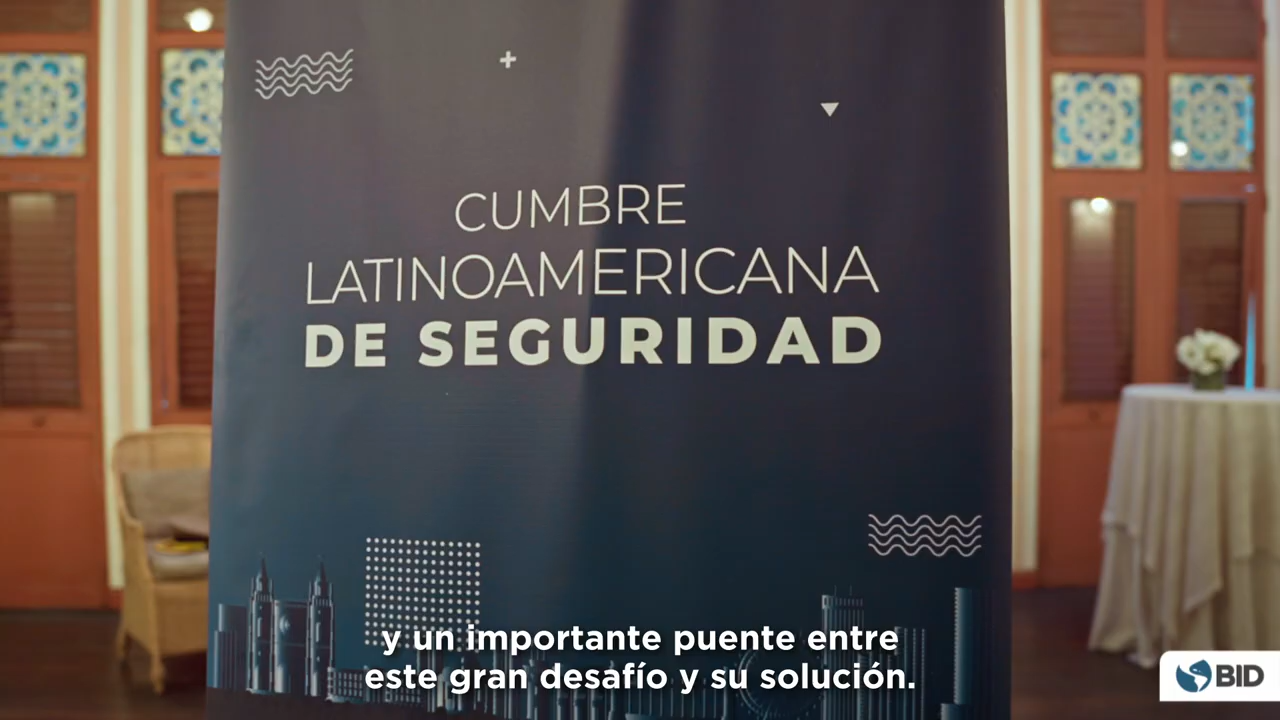 CUMBRE
LATINOAMERICANA
DE SEGURIDAD
y un importante puente entre
este gran desafío y su solución.
BID